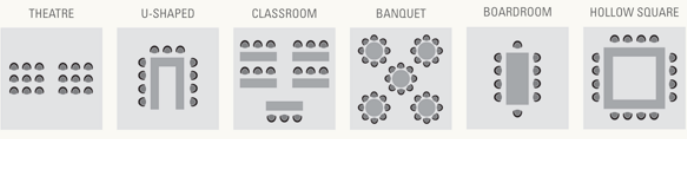 THEATRE
U-SHAPED
CLASSROOM
BANQUET
BOARDROOM
HOLLOW SQUARE